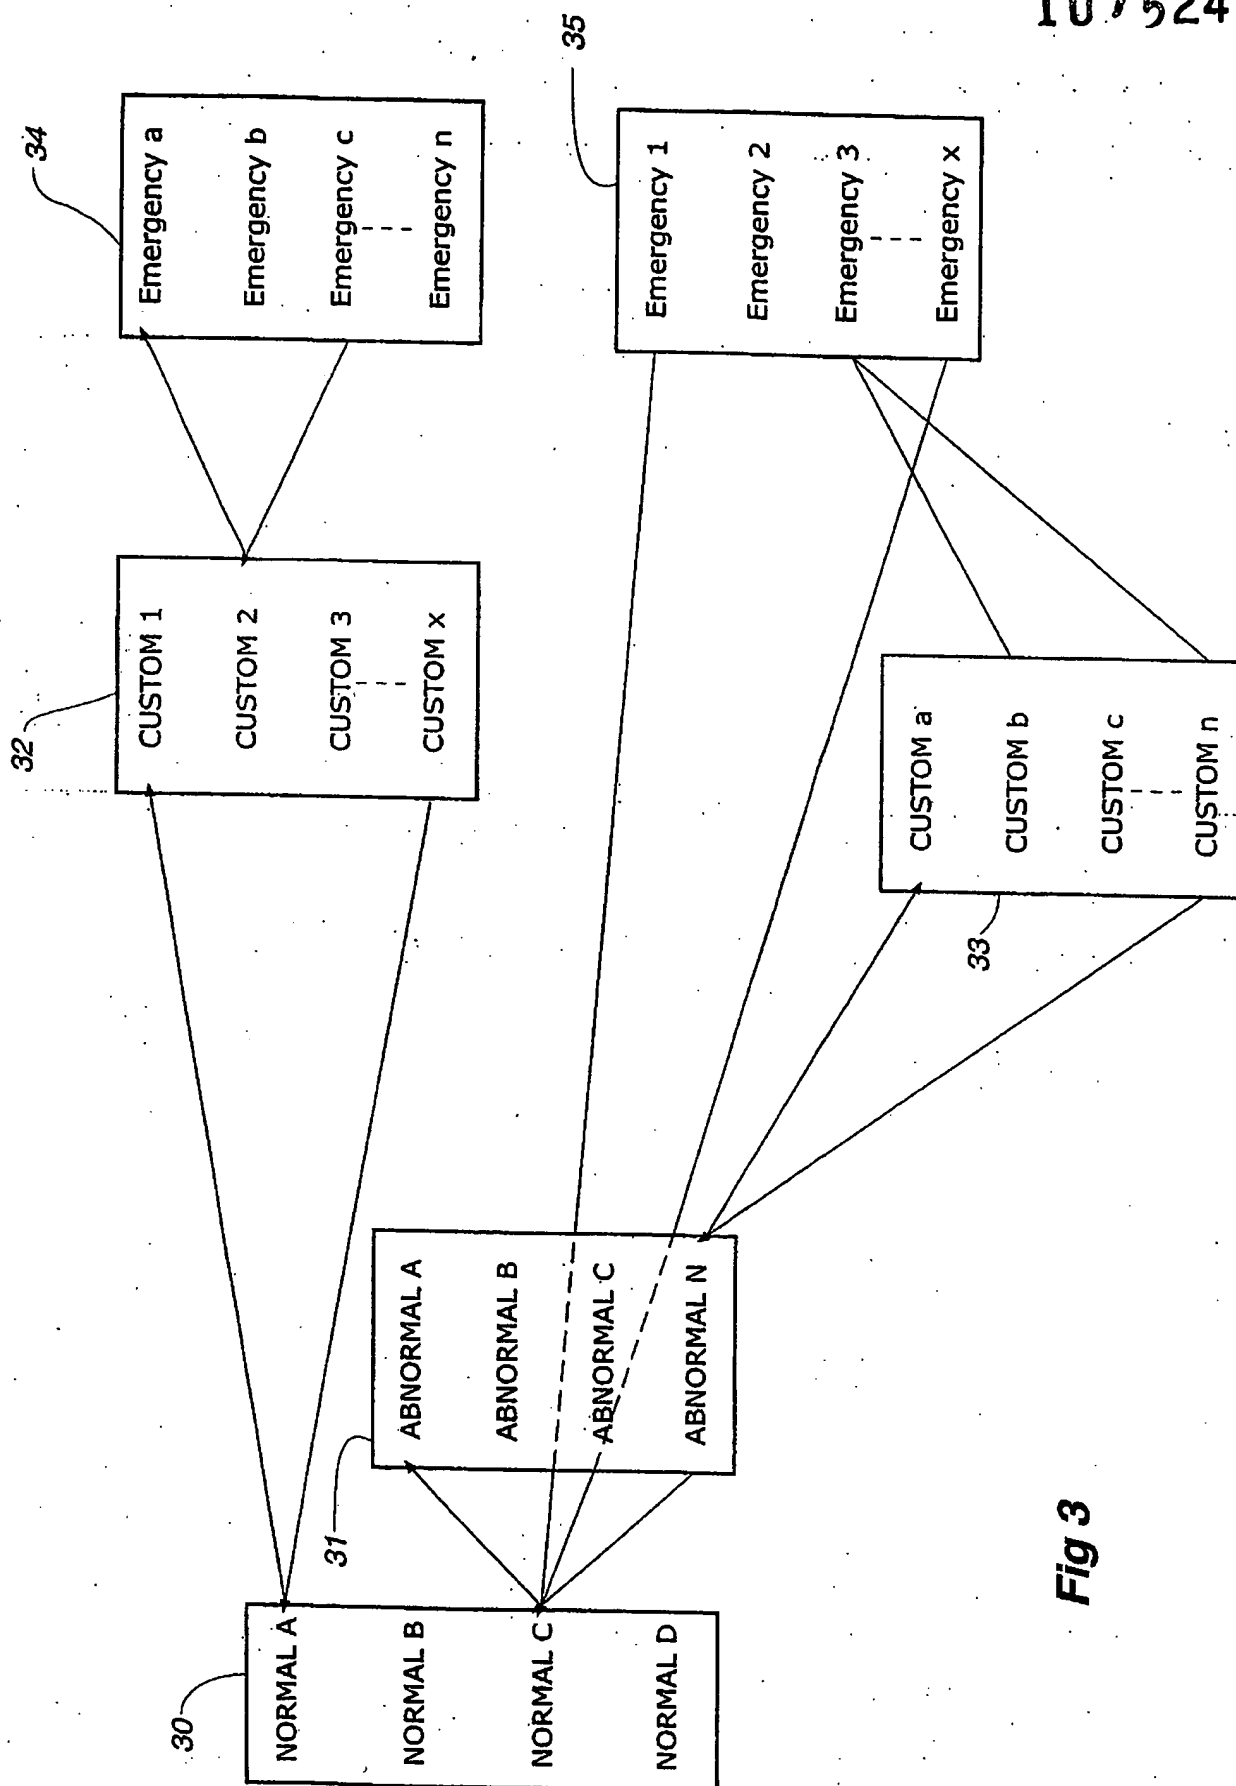 107524
30
NORMAL A
NORMAL B
NORMAL C
NORMAL D
31
ABNORMAL A
ABNORMAL B
ABNORMAL C
ABNORMAL N
32
CUSTOM 1
CUSTOM 2
CUSTOM 3
CUSTOM x
33
CUSTOM a
CUSTOM b
CUSTOM c
CUSTOM n
34
Emergency a
Emergency b
Emergency c
Emergency n
35
Emergency 1
Emergency 2
Emergency 3
Emergency x
Fig 3